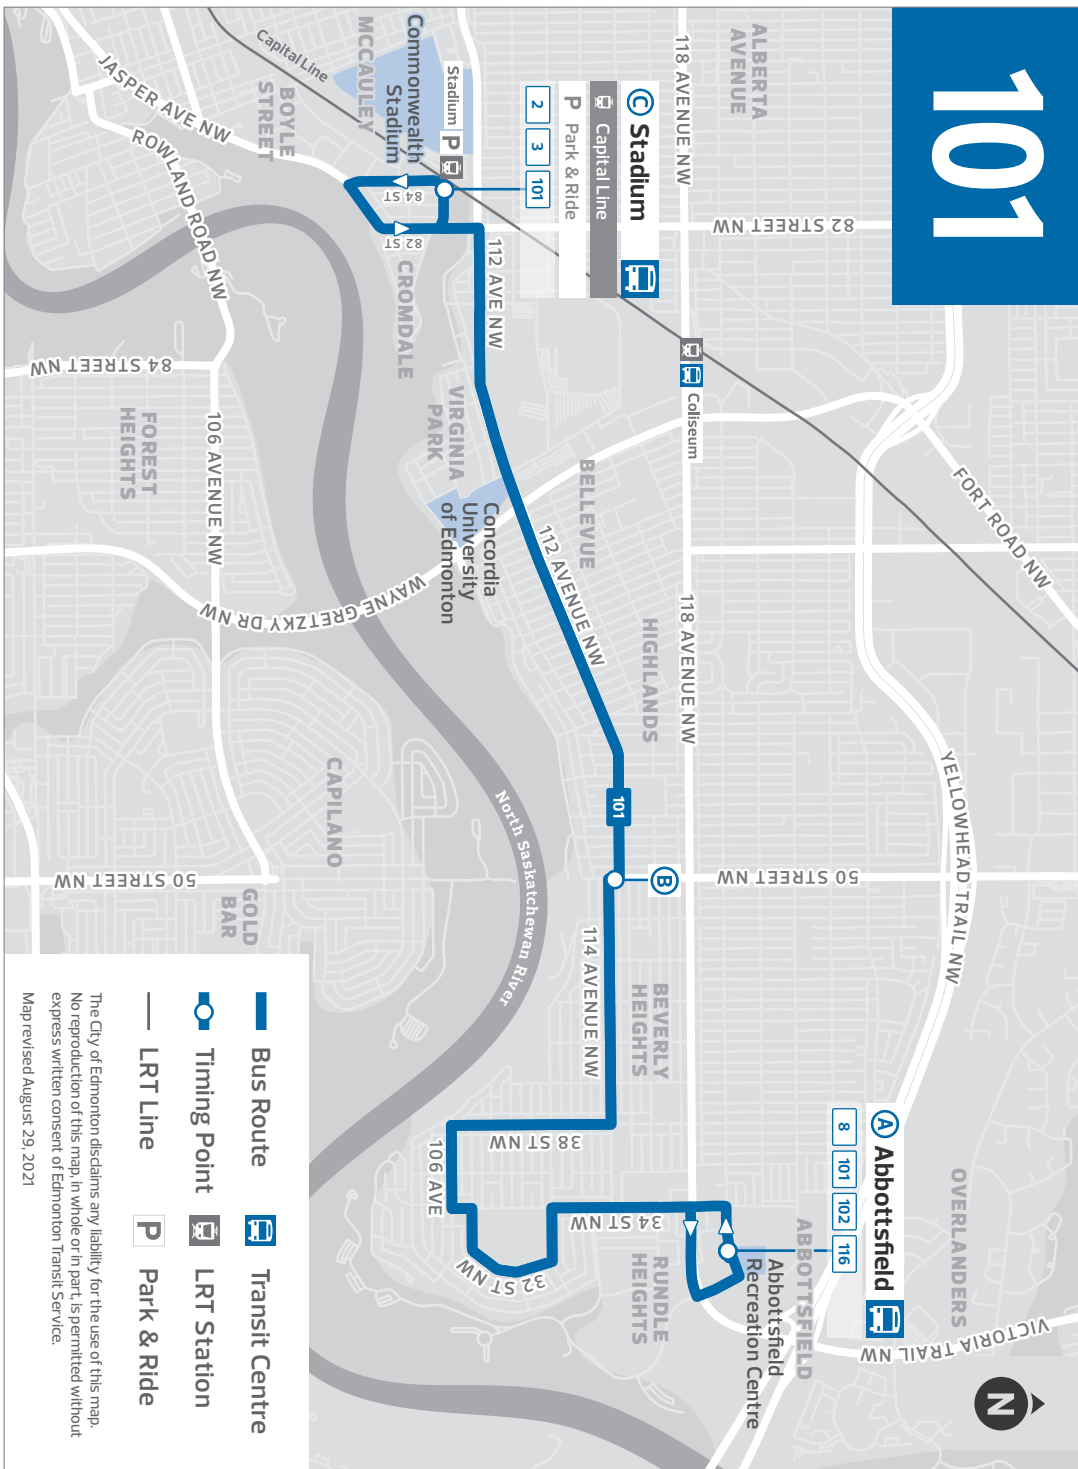 101
ALBERTA
AVENUE
118 AVENUE NW
MCCAULEY
Commonwealth
Stadium
Capital Line
JASPER AVE NW
BOYLE
STREET
ROWLAND ROAD NW
Stadium P
C Stadium
Capital Line
P Park & Ride
2 3 101
84 ST
82 ST
82 STREET NW
112 AVE NW
CROMDALE
VIRGINIA
PARK
Coliseum
84 STREET NW
FOREST
HEIGHTS
106 AVENUE NW
Concordia
University
of Edmonton
BELLEVUE
112 AVENUE NW
WAYNE GRETZKY DR NW
FORT ROAD NW
HIGHLANDS
118 AVENUE NW
YELLOWHEAD TRAIL NW
CAPILANO
North Saskatchewan River
101
B
50 STREET NW
50 STREET NW
GOLD
BAR
114 AVENUE NW
BEVERLY
HEIGHTS
38 ST NW
106 AVE
34 ST NW
32 ST NW
RUNDLE
HEIGHTS
A Abbottsfield
8 101 102 116
OVERLANDERS
ABBOTTSFIELD
Abbottsfield
Recreation Centre
VICTORIA TRAIL NW
N
Bus Route
Transit Centre
Timing Point
LRT Station
LRT Line
P Park & Ride
The City of Edmonton disclaims any liability for the use of this map.
No reproduction of this map, in whole or in part, is permitted without
express written consent of Edmonton Transit Service.
Map revised August 29, 2021